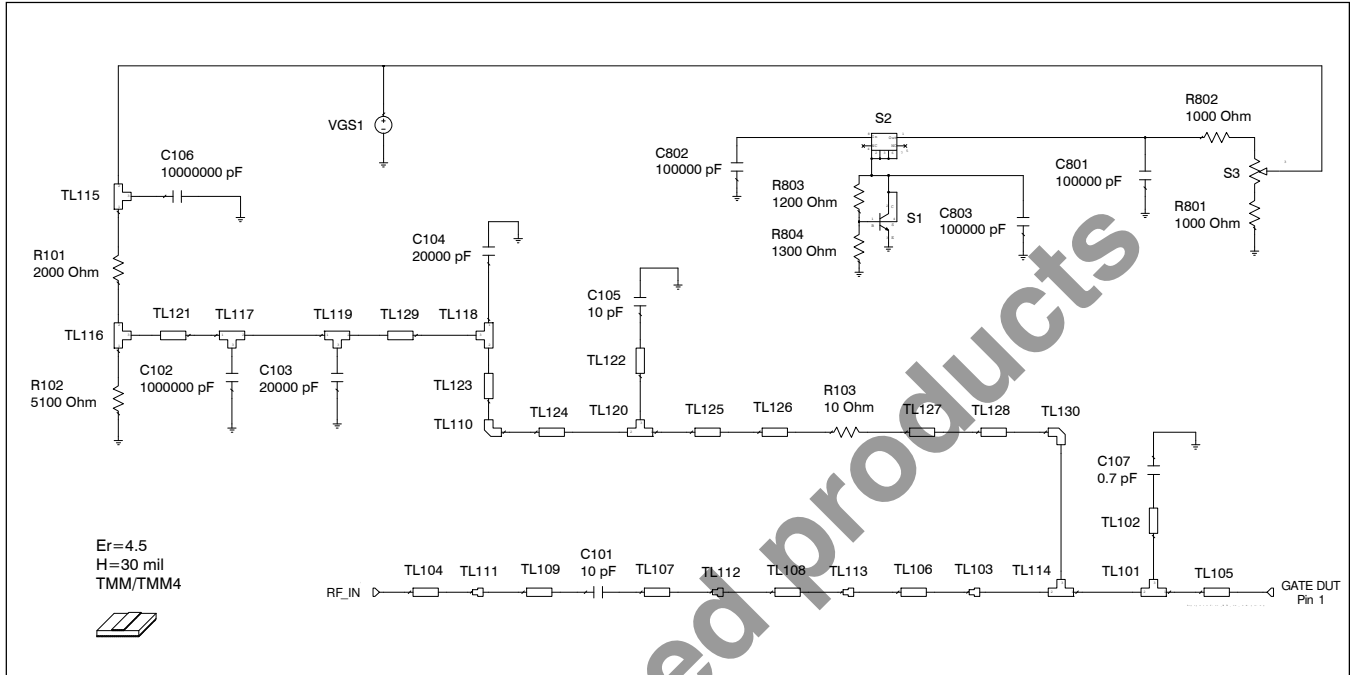 VGS1
S2
R802
1000 Ohm
C802
100000 pF
C801
100000 pF
S3
R803
1200 Ohm
S1
R801
1000 Ohm
C803
100000 pF
R804
1300 Ohm
C106
10000000 pF
TL115
R101
2000 Ohm
C104
20000 pF
C105
10 pF
TL116
TL121
TL117
TL119
TL129
TL118
R102
5100 Ohm
C102
1000000 pF
C103
20000 pF
TL122
TL123
TL110
TL124
TL120
TL125
TL126
R103
10 Ohm
TL127
TL128
TL130
C107
0.7 pF
TL102
Er=4.5
H=30 mil
TMM/TMM4
RF_IN
TL104
TL111
TL109
C101
10 pF
TL107
TL112
TL108
TL113
TL106
TL103
TL114
TL101
TL105
GATE DUT
Pin 1
ed products